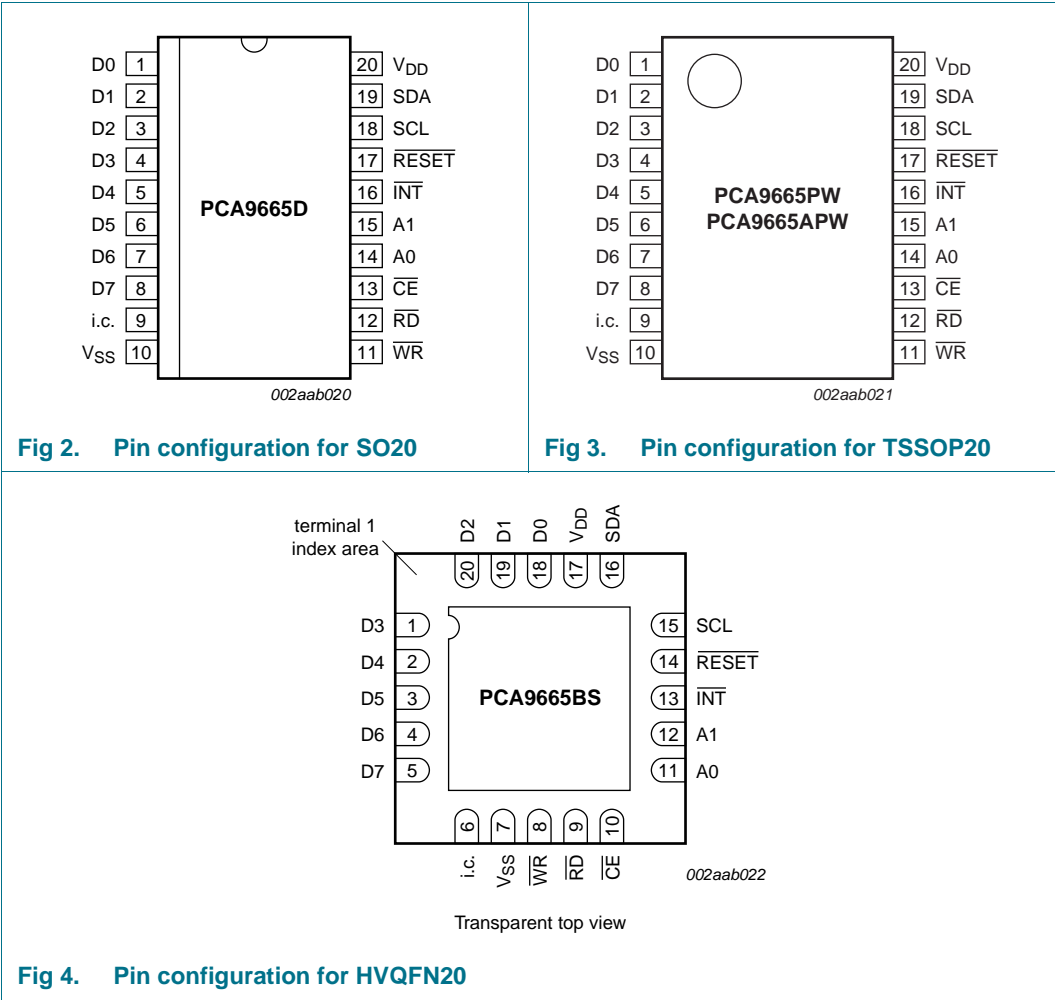 D0 1 20 VDD
D1 2 19 SDA
D2 3 18 SCL
D3 4 17 RESET
D4 5 16 INT
PCA9665D
D5 6 15 A1
D6 7 14 A0
D7 8 13 CE
i.c. 9 12 RD
VSS 10 11 WR
002aab020
Fig 2. Pin configuration for SO20
D0 1 20 VDD
D1 2 19 SDA
D2 3 18 SCL
D3 4 17 RESET
D4 5 16 INT
PCA9665PW
PCA9665APW
D5 6 15 A1
D6 7 14 A0
D7 8 13 CE
i.c. 9 12 RD
VSS 10 11 WR
002aab021
Fig 3. Pin configuration for TSSOP20
terminal 1
index area
D2 D1 D0 VDD SDA
20 19 18 17 16
D3 1 15 SCL
D4 2 14 RESET
D5 3 PCA9665BS 13 INT
D6 4 12 A1
D7 5 11 A0
6 7 8 9 10
i.c. VSS WR RD CE
002aab022
Transparent top view
Fig 4. Pin configuration for HVQFN20